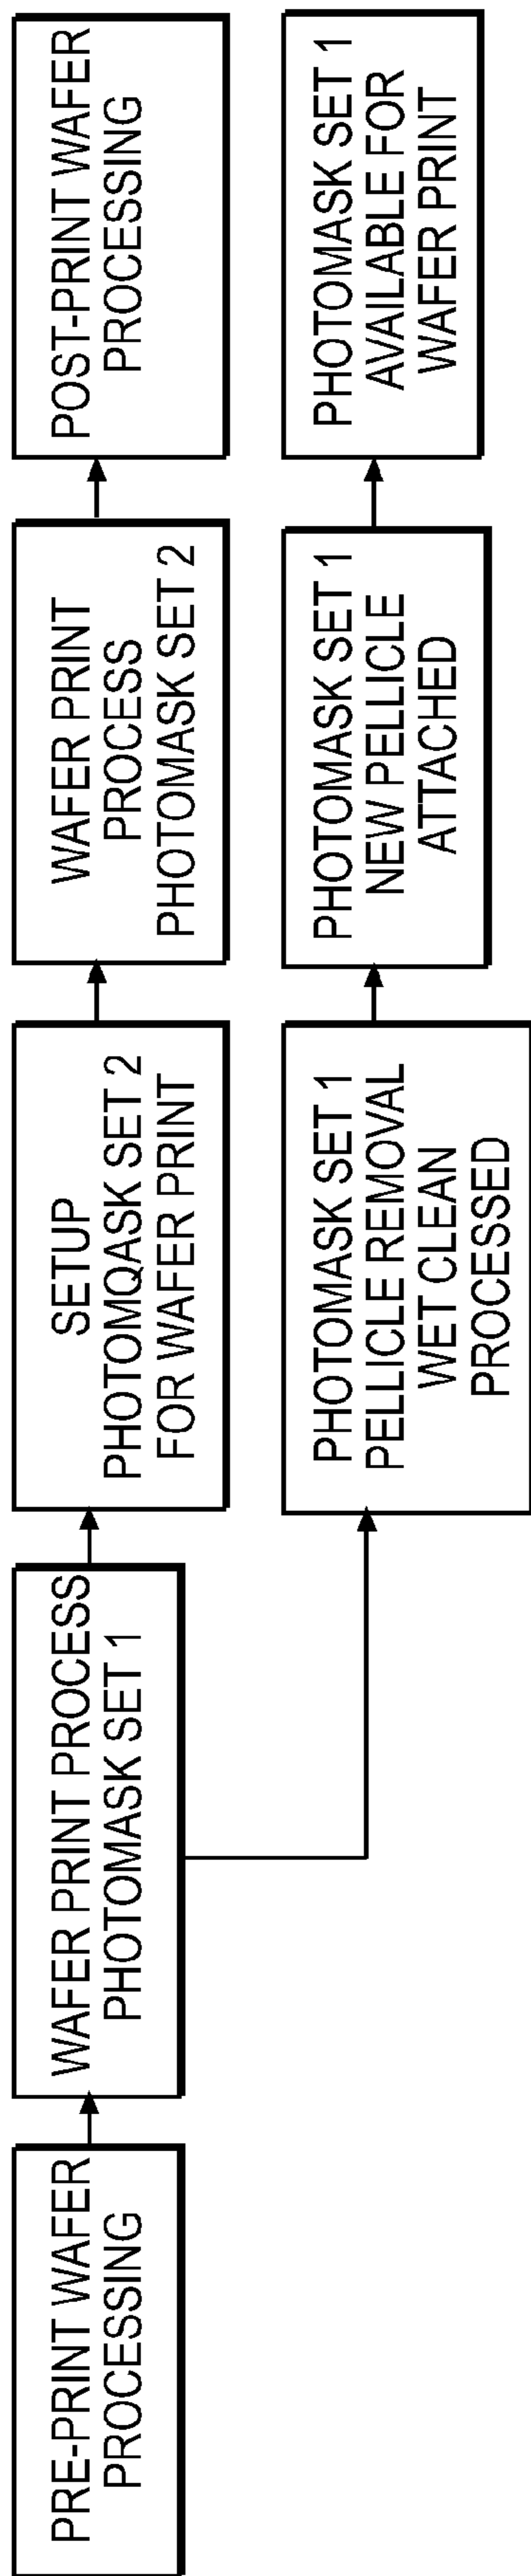 PRE-PRINT WAFER
PROCESSING
WAFER PRINT PROCESS
PHOTOMASK SET 1
SETUP
PHOTOMQASK SET 2
FOR WAFER PRINT
WAFER PRINT
PROCESS
PHOTOMASK SET 2
POST-PRINT WAFER
PROCESSING
PHOTOMASK SET 1
PELLICLE REMOVAL
WET CLEAN
PROCESSED
PHOTOMASK SET 1
NEW PELLICLE
ATTACHED
PHOTOMASK SET 1
AVAILABLE FOR
WAFER PRINT